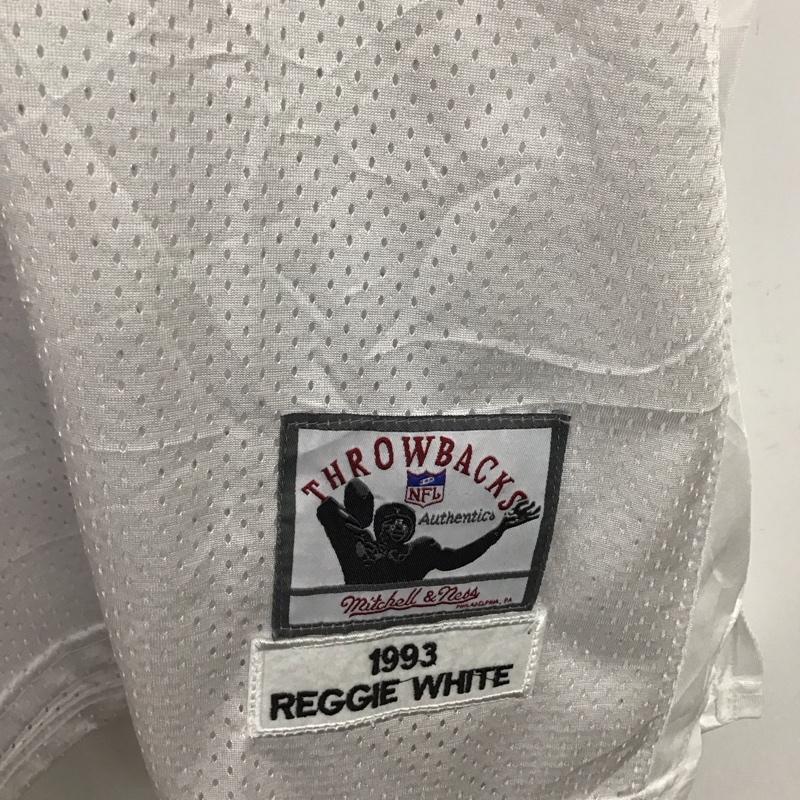 THROWBACKS
NFL
Authentics
Mitchell & Ness
PHILADELPHIA, PA
1993
REGGIE WHITE